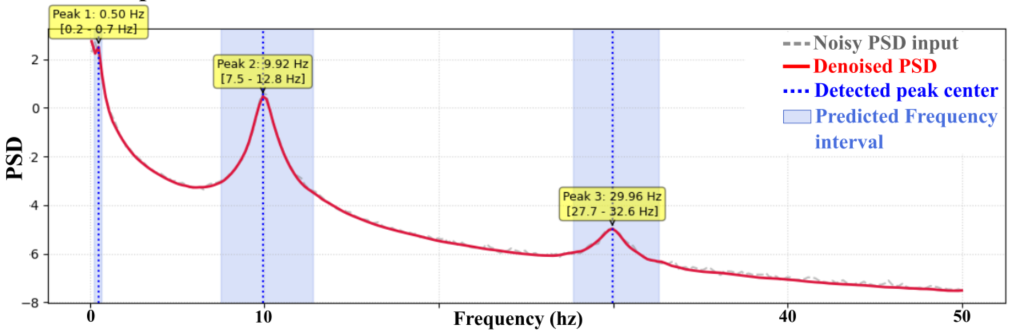 Peak 1: 0.50 Hz
[0.2 - 0.7 Hz]
Peak 2: 9.92 Hz
[7.5 - 12.8 Hz]
Peak 3: 29.96 Hz
[27.7 - 32.6 Hz]
Noisy PSD input
Denoised PSD
Detected peak center
Predicted Frequency
interval
PSD
2
0
2
4
6
−8
0
10
40
50
Frequency (hz)